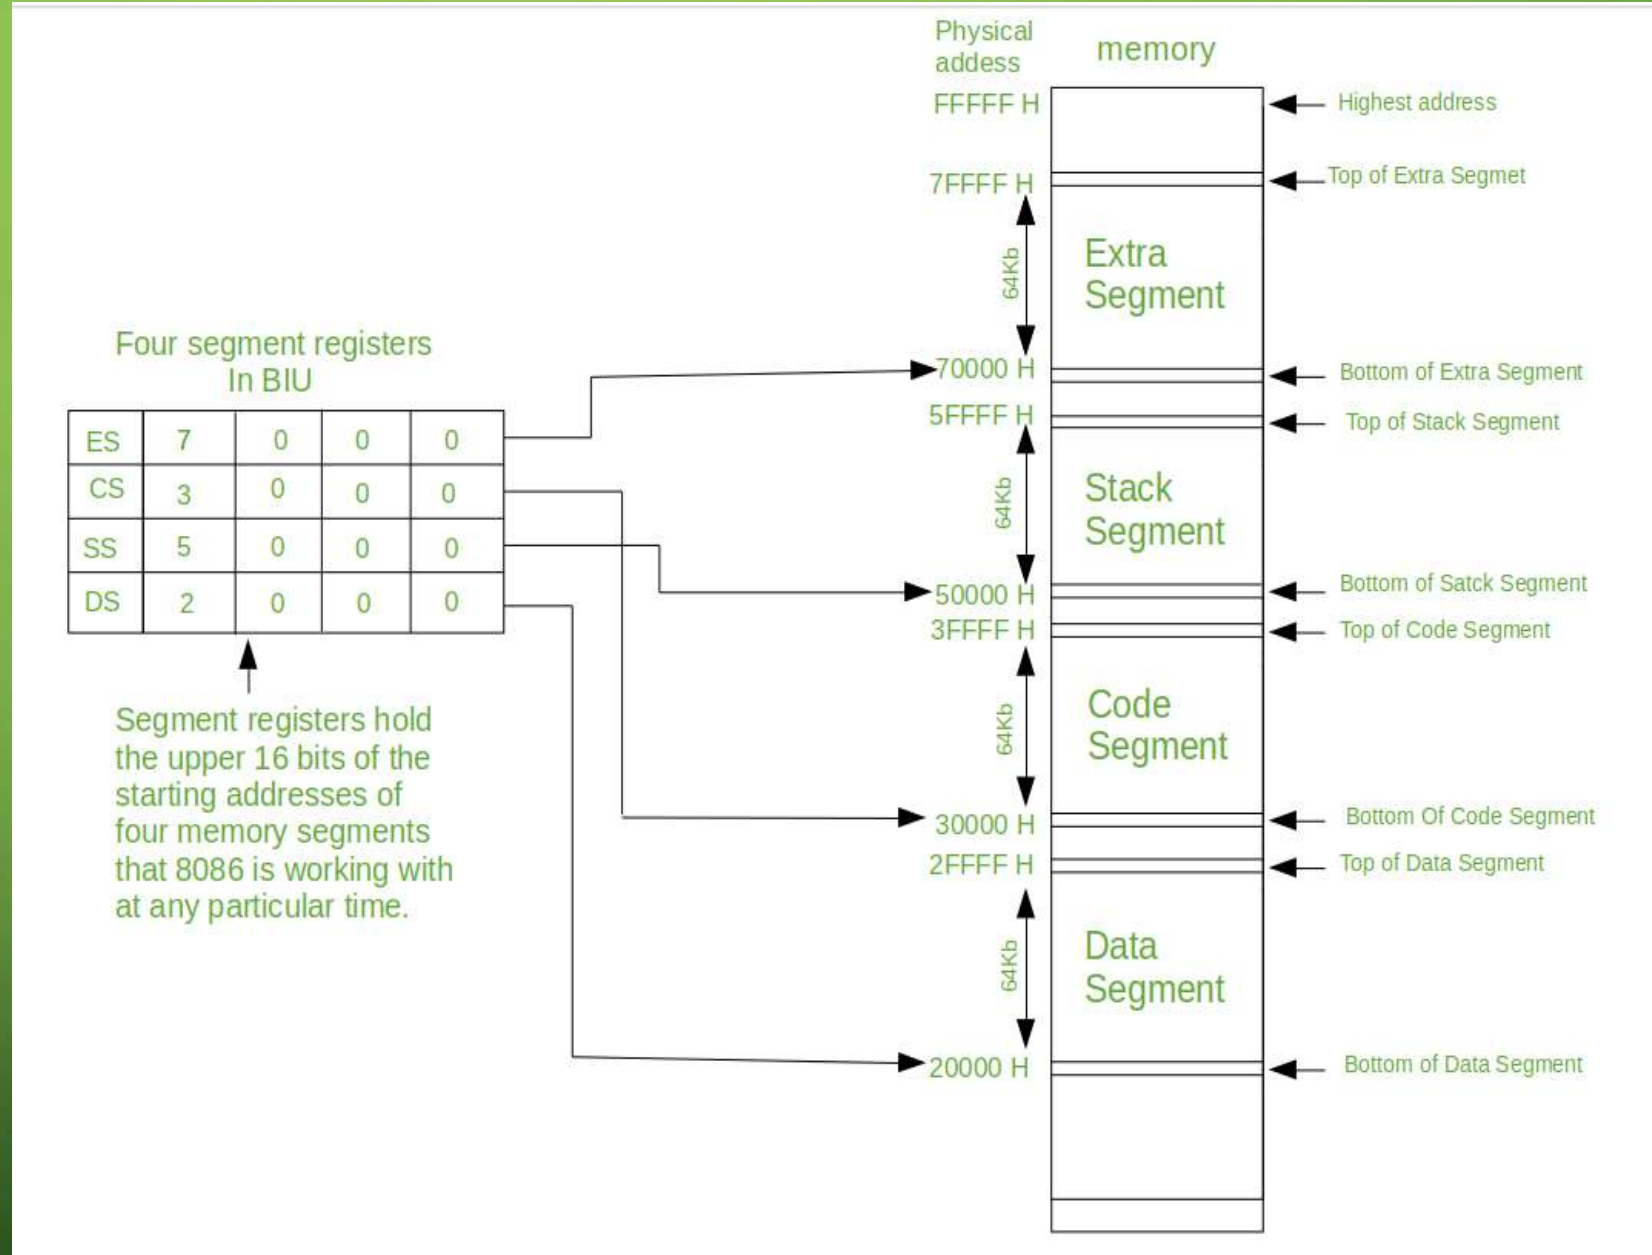 Physical
addess
memory
FFFFF H
Highest address
7FFFF H
Top of Extra Segmet
64Kb
Extra
Segment
70000 H
Bottom of Extra Segment
5FFFF H
Top of Stack Segment
64Kb
Stack
Segment
50000 H
Bottom of Satck Segment
3FFFF H
Top of Code Segment
64Kb
Code
Segment
30000 H
Bottom Of Code Segment
2FFFF H
Top of Data Segment
64Kb
Data
Segment
20000 H
Bottom of Data Segment
Four segment registers
In BIU
ES 7 0 0 0
CS 3 0 0 0
SS 5 0 0 0
DS 2 0 0 0
Segment registers hold
the upper 16 bits of the
starting addresses of
four memory segments
that 8086 is working with
at any particular time.